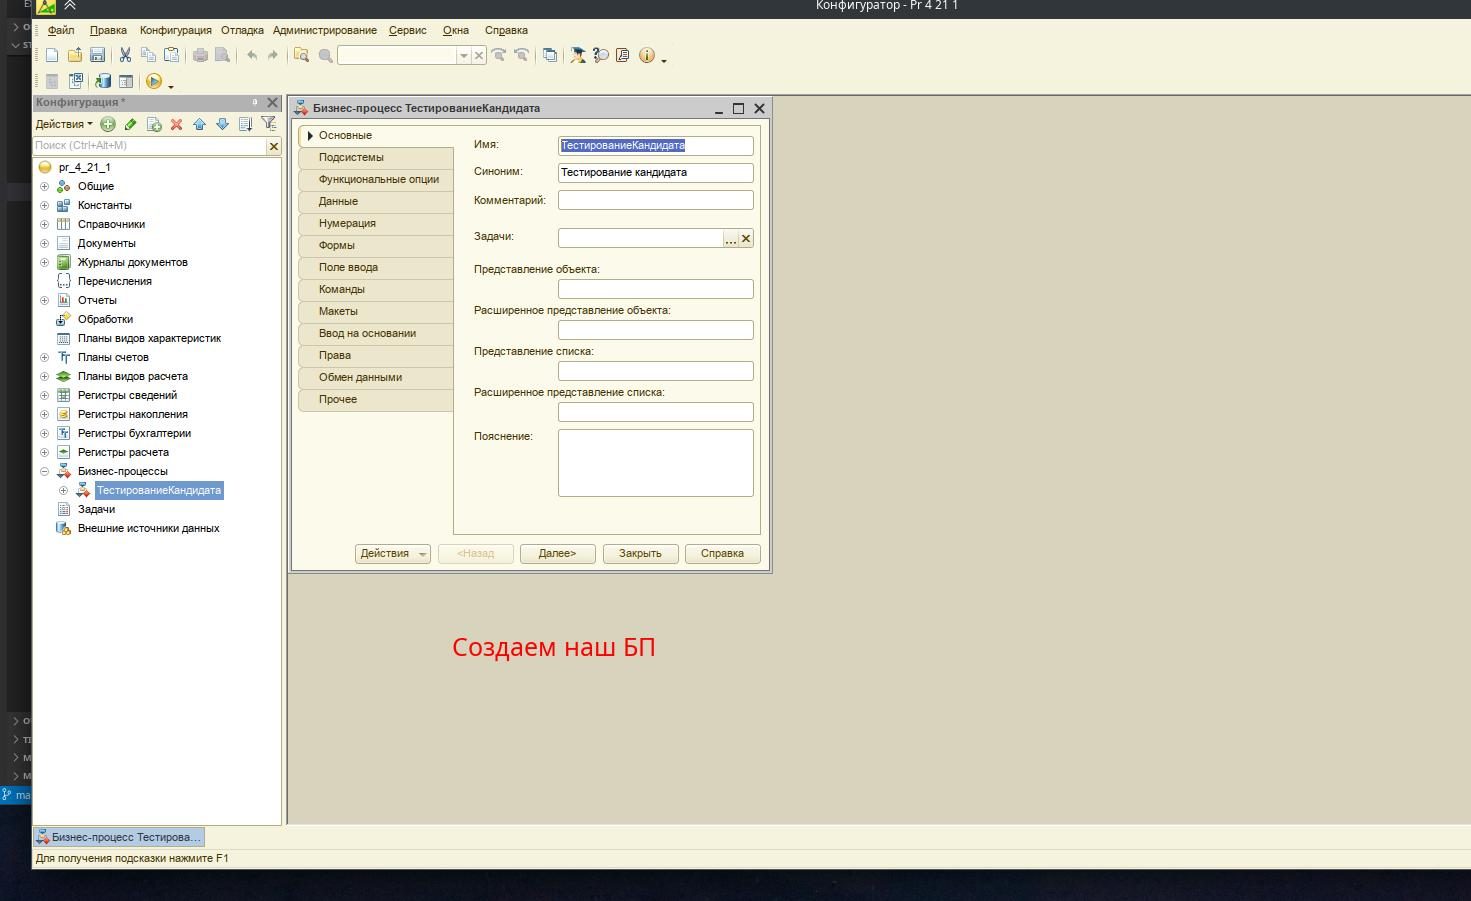 Конфигуратор - Pr 4 21 1
Файл Правка Конфигурация Отладка Администрирование Сервис Окна Справка
Конфигурация *
Действия
Поиск (Ctrl+Alt+M)
pr_4_21_1
Общие
Константы
Справочники
Документы
Журналы документов
Перечисления
Отчеты
Обработки
Планы видов характеристик
Планы счетов
Планы видов расчета
Регистры сведений
Регистры накопления
Регистры бухгалтерии
Регистры расчета
Бизнес-процессы
ТестированиеКандидата
Задачи
Внешние источники данных
Бизнес-процесс ТестированиеКандидата
Основные
Подсистемы
Функциональные опции
Данные
Нумерация
Формы
Поле ввода
Команды
Макеты
Ввод на основании
Права
Обмен данными
Прочее
Имя: ТестированиеКандидата
Синоним: Тестирование кандидата
Комментарий:
Задачи: ...
Представление объекта:
Расширенное представление объекта:
Представление списка:
Расширенное представление списка:
Пояснение:
Действия <Назад Далее> Закрыть Справка
Создаем наш БП
Бизнес-процесс Тестирова...
Для получения подсказки нажмите F1